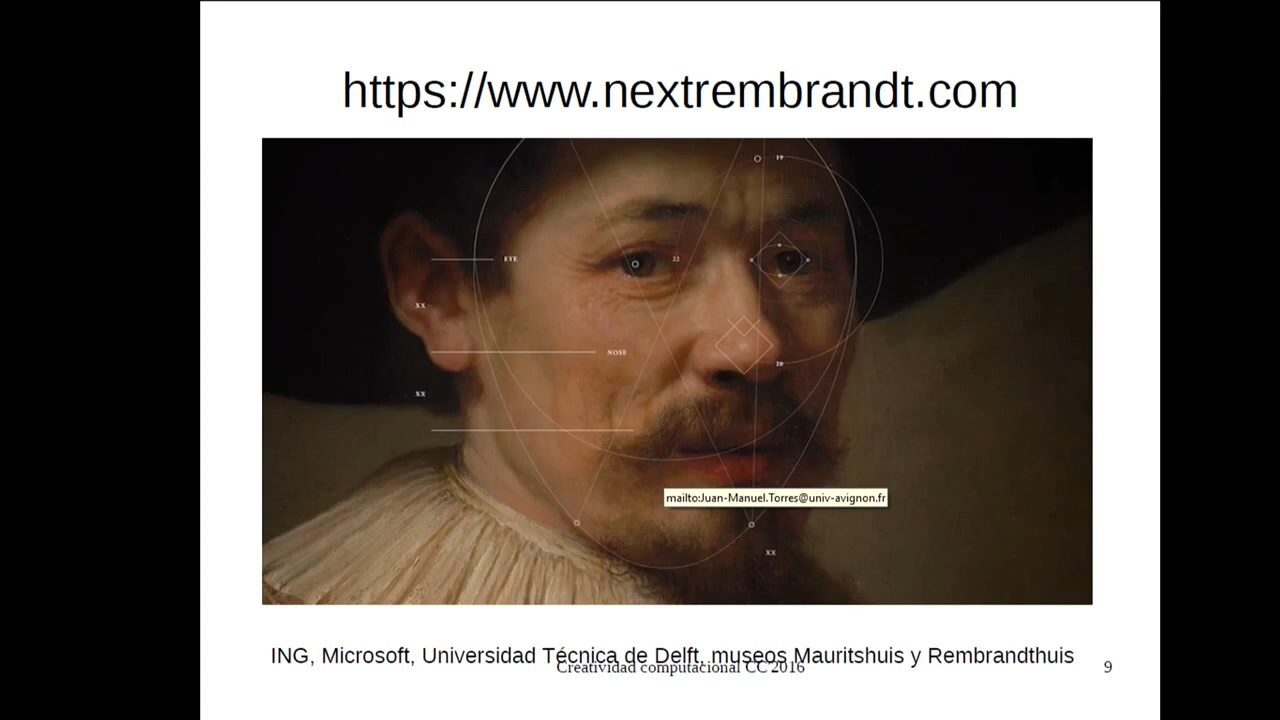 https://www.nextrembrandt.com
19
EYE
22
XX
NOSE
20
XX
mailto:Juan-Manuel.Torres@univ-avignon.fr
XX
ING, Microsoft, Universidad Técnica de Delft, museos Mauritshuis y Rembrandthuis
Creatividad computacional CC 2016
9